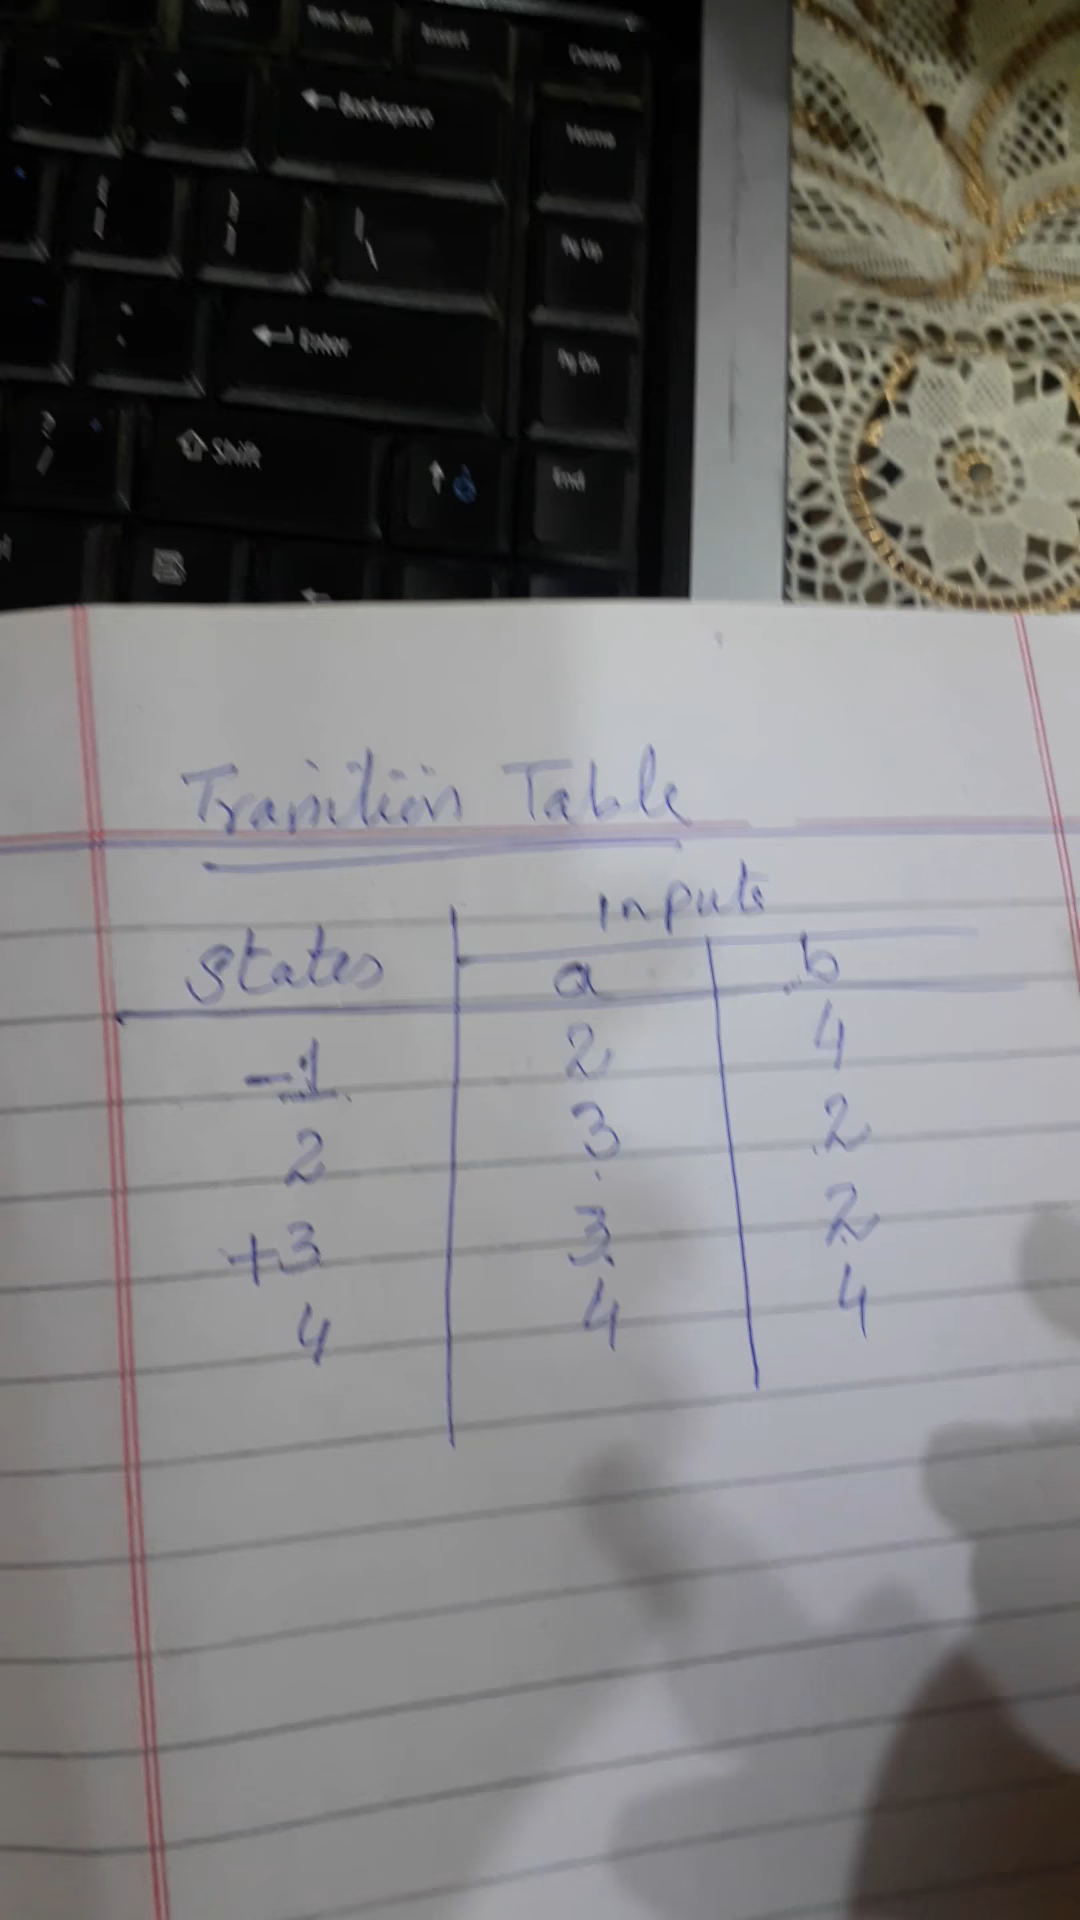 Insert
Delete
← Backspace
Home
Pg Up
\
← Enter
Pg Dn
?
/
⇧ Shift
↑
End
Transition Table
inputs
States a b
-1 2 4
2 3 2
+3 3 2
4 4 4